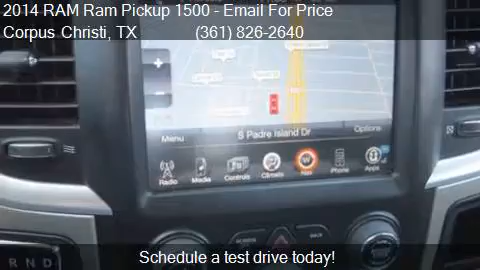 2014 RAM Ram Pickup 1500 - Email For Price
Corpus Christi, TX (361) 826-2640
Menu
S Padre Island Dr
Options
Radio
Media
Controls
Climate
Nav
Phone
Apps
R N D
Schedule a test drive today!